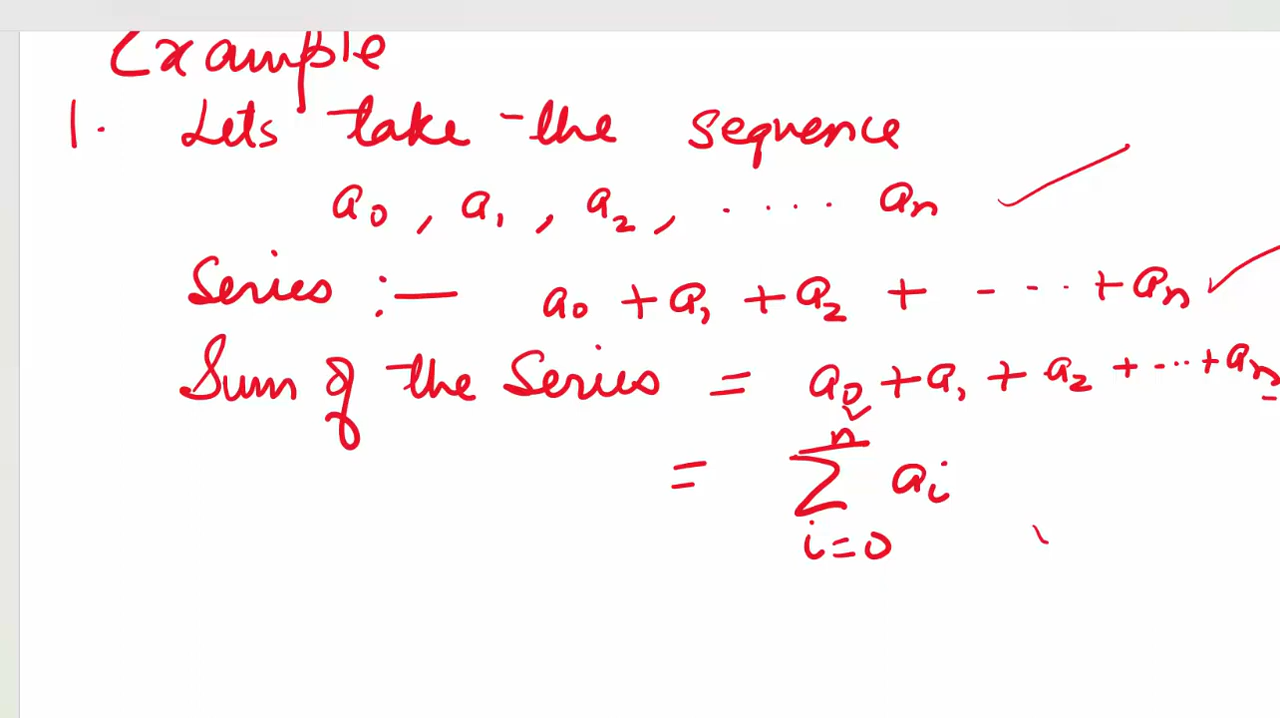 Example
1. Lets take the sequence
a₀, a₁, a₂, ..... aₙ
Series :— a₀ + a₁ + a₂ + - ... + aₙ
Sum of the Series = a₀ + a₁ + a₂ + ... + aₙ
= ∑ⁿᵢ₌₀ aᵢ